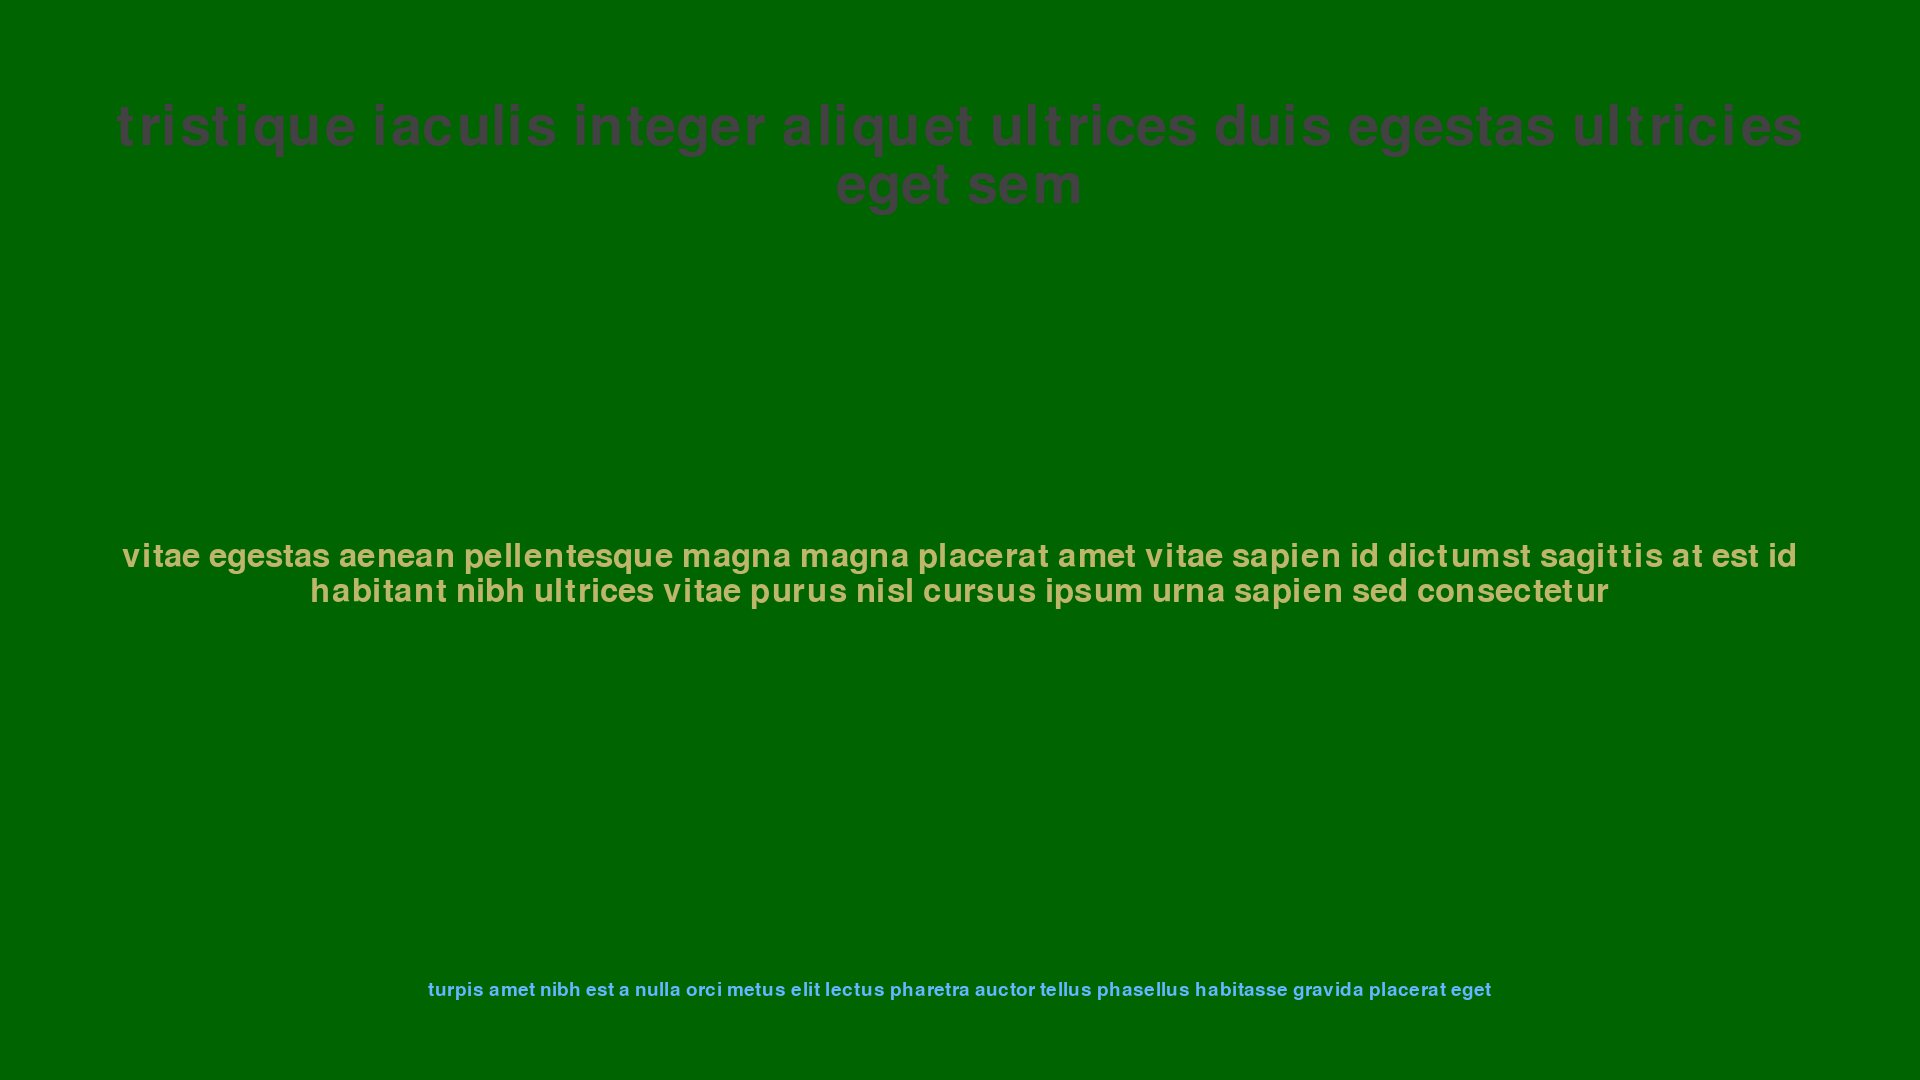 tristique iaculis integer aliquet ultrices duis egestas ultricies
eget sem
vitae egestas aenean pellentesque magna magna placerat amet vitae sapien id dictumst sagittis at est id
habitant nibh ultrices vitae purus nisl cursus ipsum urna sapien sed consectetur
turpis amet nibh est a nulla orci metus elit lectus pharetra auctor tellus phasellus habitasse gravida placerat eget